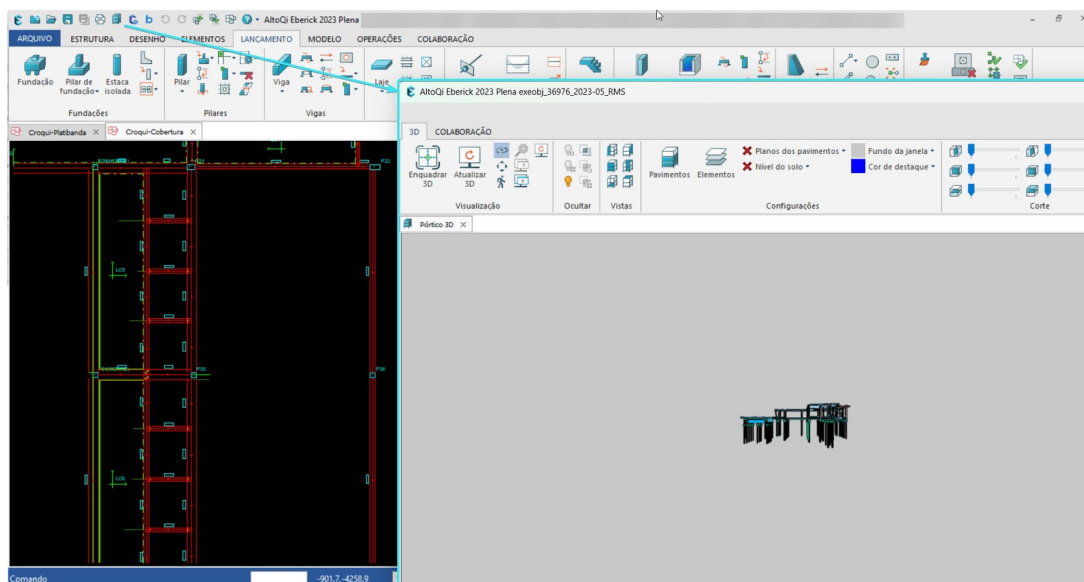 AltoQi Eberick 2023 Plena
ARQUIVO ESTRUTURA DESENHO ELEMENTOS LANÇAMENTO MODELO OPERAÇÕES COLABORAÇÃO
Fundação Pilar de fundação Estaca isolada Pilar Viga Laje
Fundações Pilares Vigas
AltoQi Eberick 2023 Plena exeobj_36976_2023-05_RMS
3D COLABORAÇÃO
Enquadrar 3D Atualizar 3D Pavimentos Elementos
Planos dos pavimentos Fundo da janela
Nível do solo Cor de destaque
Visualização Ocultar Vistas Configurações Corte
Croqui-Platibanda Croqui-Cobertura
Pórtico 3D
P22
LC5
P35
P36
LC6
Comando -901.7,-4258.9